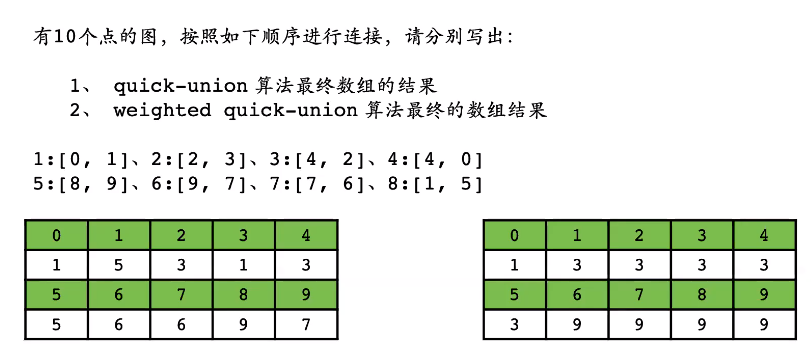 有10个点的图，按照如下顺序进行连接，请分别写出：
1、 quick-union 算法最终数组的结果
2、 weighted quick-union 算法最终的数组结果
1:[0, 1]、2:[2, 3]、3:[4, 2]、4:[4, 0]
5:[8, 9]、6:[9, 7]、7:[7, 6]、8:[1, 5]
0 1 2 3 4
1 5 3 1 3
5 6 7 8 9
5 6 6 9 7
0 1 2 3 4
1 3 3 3 3
5 6 7 8 9
3 9 9 9 9